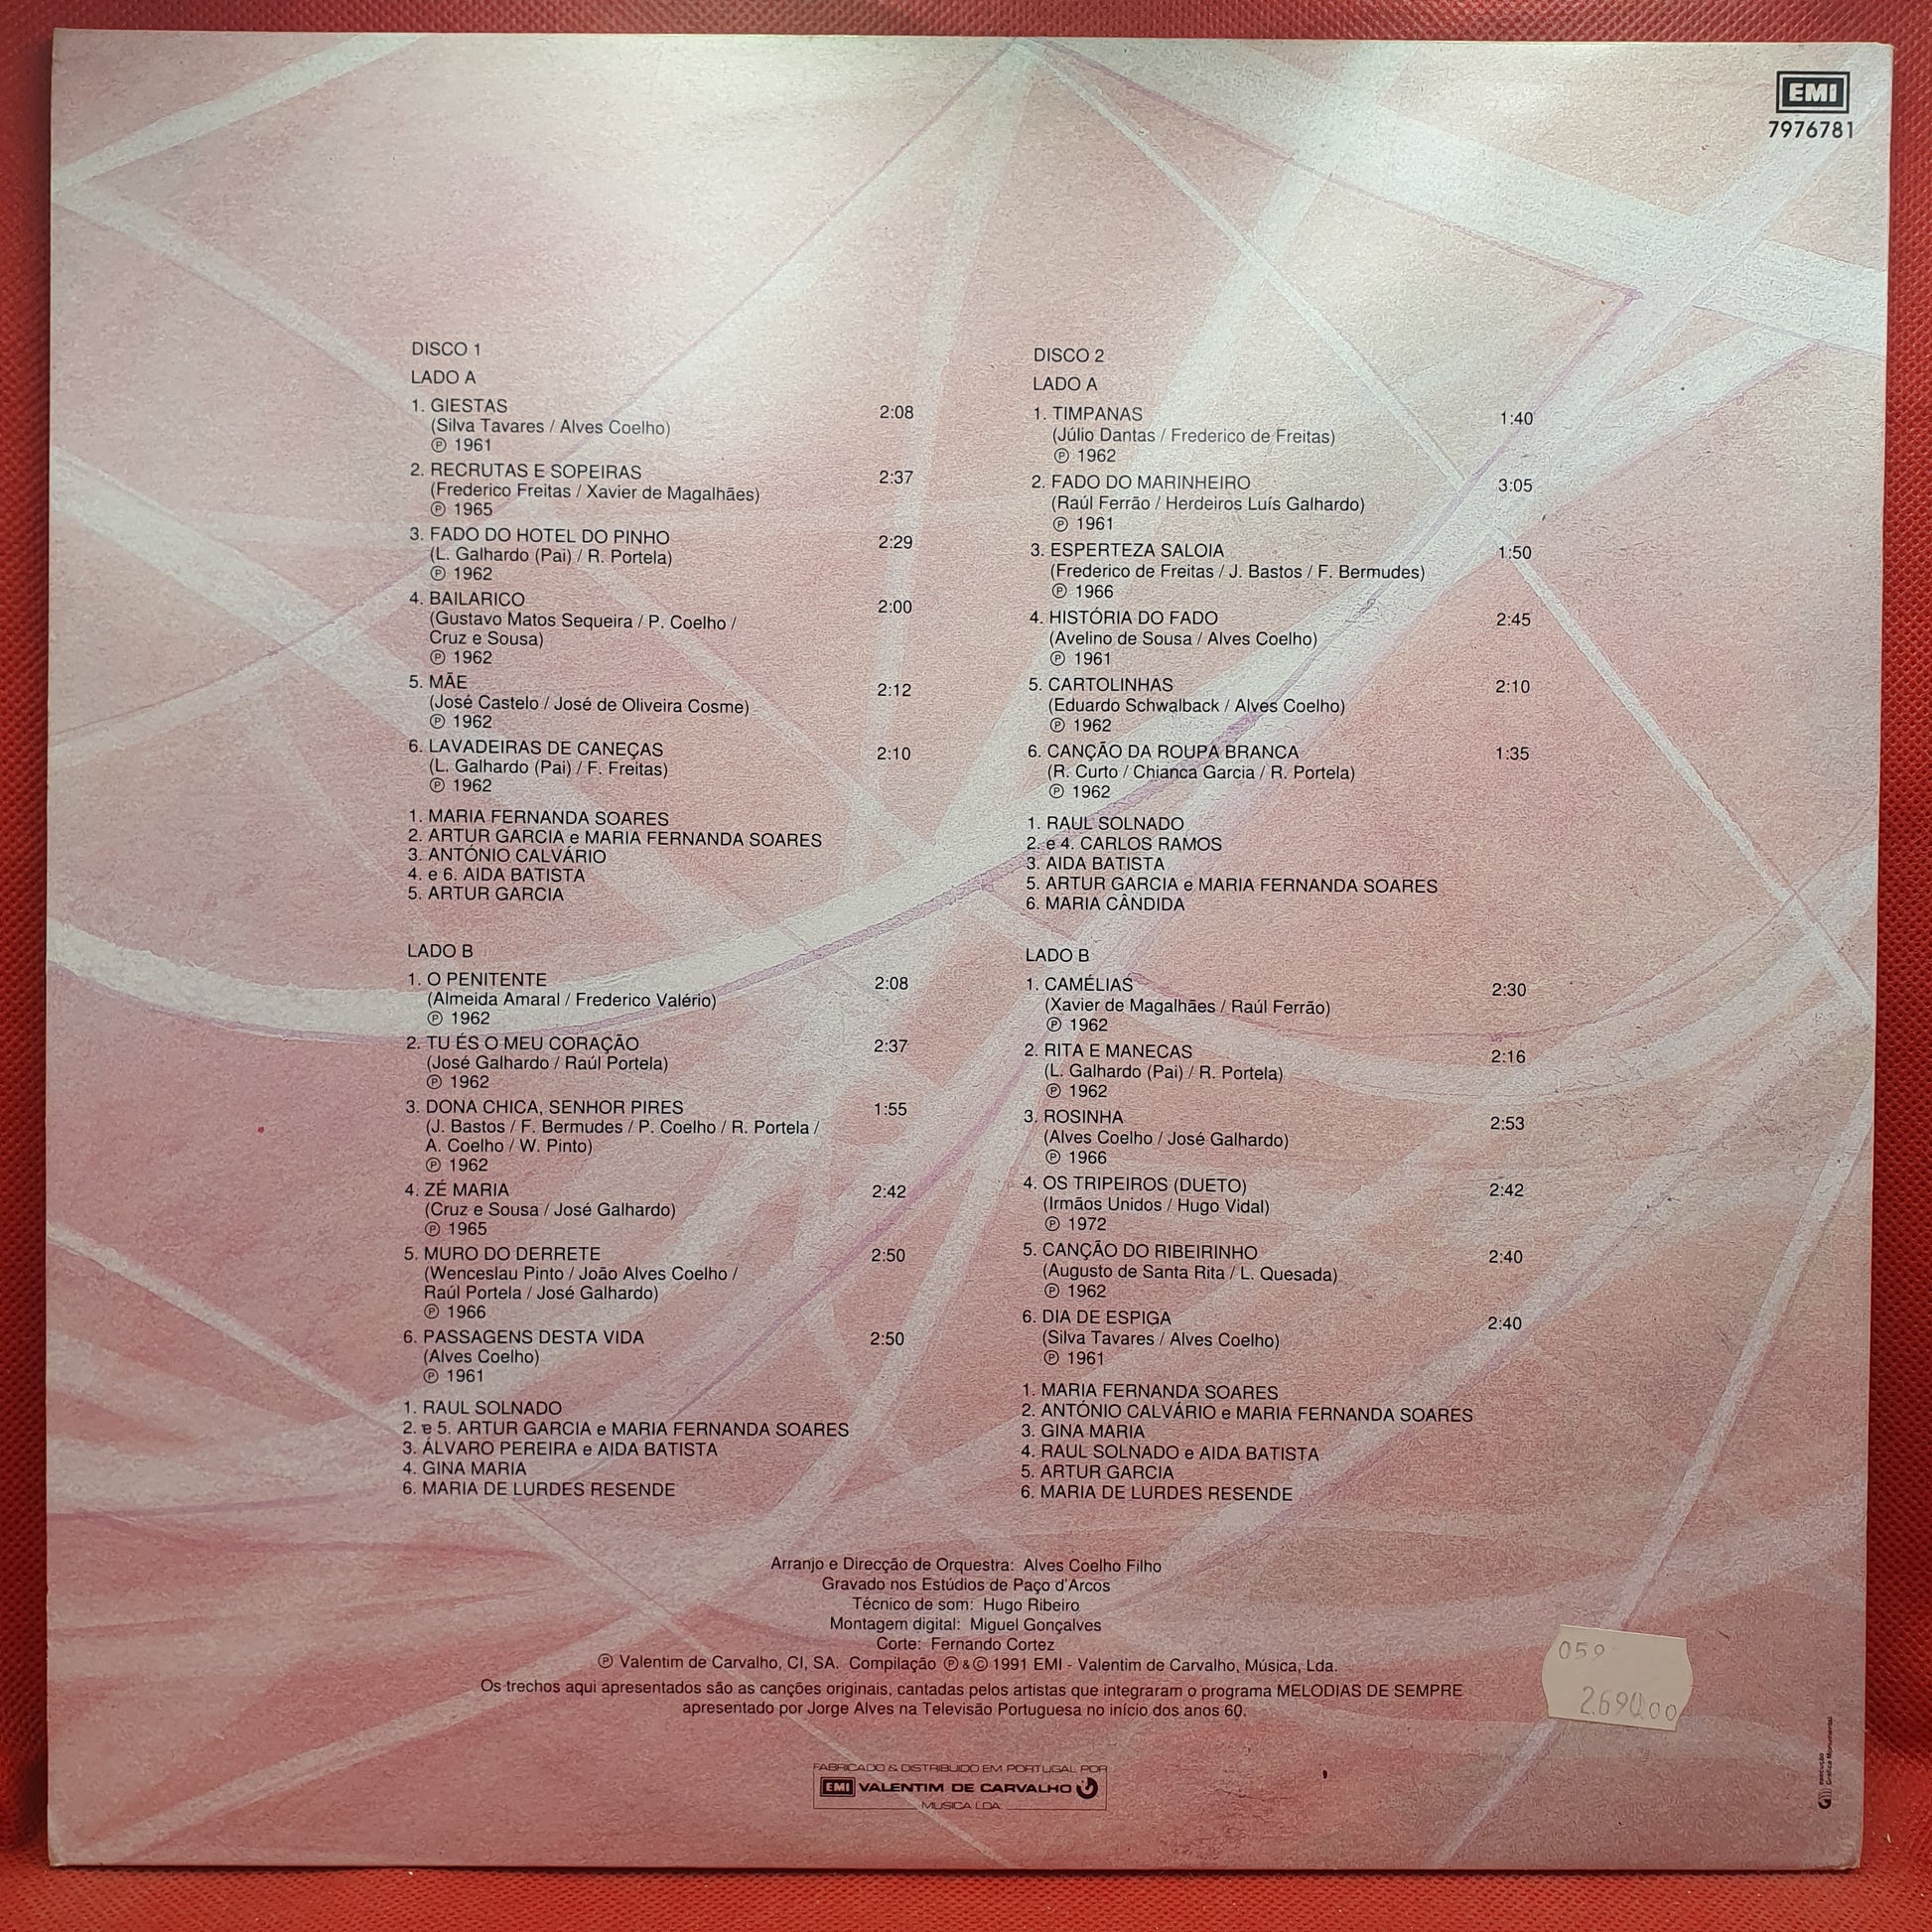 EMI
7976781
DISCO 1
LADO A
1. GIESTAS 2:08
(Silva Tavares / Alves Coelho)
Ⓟ 1961
2. RECRUTAS E SOPEIRAS 2:37
(Frederico Freitas / Xavier de Magalhães)
Ⓟ 1965
3. FADO DO HOTEL DO PINHO 2:29
(L. Galhardo (Pai) / R. Portela)
Ⓟ 1962
4. BAILARICO 2:00
(Gustavo Matos Sequeira / P. Coelho /
Cruz e Sousa)
Ⓟ 1962
5. MÃE 2:12
(José Castelo / José de Oliveira Cosme)
Ⓟ 1962
6. LAVADEIRAS DE CANEÇAS 2:10
(L. Galhardo (Pai) / F. Freitas)
Ⓟ 1962
1. MARIA FERNANDA SOARES
2. ARTUR GARCIA e MARIA FERNANDA SOARES
3. ANTÓNIO CALVÁRIO
4. e 6. AIDA BATISTA
5. ARTUR GARCIA
LADO B
1. O PENITENTE 2:08
(Almeida Amaral / Frederico Valério)
Ⓟ 1962
2. TU ÉS O MEU CORAÇÃO 2:37
(José Galhardo / Raúl Portela)
Ⓟ 1962
3. DONA CHICA, SENHOR PIRES 1:55
(J. Bastos / F. Bermudes / P. Coelho / R. Portela /
A. Coelho / W. Pinto)
Ⓟ 1962
4. ZÉ MARIA 2:42
(Cruz e Sousa / José Galhardo)
Ⓟ 1965
5. MURO DO DERRETE 2:50
(Wenceslau Pinto / João Alves Coelho /
Raúl Portela / José Galhardo)
Ⓟ 1966
6. PASSAGENS DESTA VIDA 2:50
(Alves Coelho)
Ⓟ 1961
1. RAUL SOLNADO
2. e 5. ARTUR GARCIA e MARIA FERNANDA SOARES
3. ÁLVARO PEREIRA e AIDA BATISTA
4. GINA MARIA
6. MARIA DE LURDES RESENDE
DISCO 2
LADO A
1. TIMPANAS 1:40
(Júlio Dantas / Frederico de Freitas)
Ⓟ 1962
2. FADO DO MARINHEIRO 3:05
(Raúl Ferrão / Herdeiros Luís Galhardo)
Ⓟ 1961
3. ESPERTEZA SALOIA 1:50
(Frederico de Freitas / J. Bastos / F. Bermudes)
Ⓟ 1966
4. HISTÓRIA DO FADO 2:45
(Avelino de Sousa / Alves Coelho)
Ⓟ 1961
5. CARTOLINHAS 2:10
(Eduardo Schwalback / Alves Coelho)
Ⓟ 1962
6. CANÇÃO DA ROUPA BRANCA 1:35
(R. Curto / Chianca Garcia / R. Portela)
Ⓟ 1962
1. RAUL SOLNADO
2. e 4. CARLOS RAMOS
3. AIDA BATISTA
5. ARTUR GARCIA e MARIA FERNANDA SOARES
6. MARIA CÂNDIDA
LADO B
1. CAMÉLIAS 2:30
(Xavier de Magalhães / Raúl Ferrão)
Ⓟ 1962
2. RITA E MANECAS 2:16
(L. Galhardo (Pai) / R. Portela)
Ⓟ 1962
3. ROSINHA 2:53
(Alves Coelho / José Galhardo)
Ⓟ 1966
4. OS TRIPEIROS (DUETO) 2:42
(Irmãos Unidos / Hugo Vidal)
Ⓟ 1972
5. CANÇÃO DO RIBEIRINHO 2:40
(Augusto de Santa Rita / L. Quesada)
Ⓟ 1962
6. DIA DE ESPIGA 2:40
(Silva Tavares / Alves Coelho)
Ⓟ 1961
1. MARIA FERNANDA SOARES
2. ANTÓNIO CALVÁRIO e MARIA FERNANDA SOARES
3. GINA MARIA
4. RAUL SOLNADO e AIDA BATISTA
5. ARTUR GARCIA
6. MARIA DE LURDES RESENDE
Arranjo e Direcção de Orquestra: Alves Coelho Filho
Gravado nos Estúdios de Paço d'Arcos
Técnico de som: Hugo Ribeiro
Montagem digital: Miguel Gonçalves
Corte: Fernando Cortez
Ⓟ Valentim de Carvalho, CI, SA. Compilação Ⓟ & © 1991 EMI - Valentim de Carvalho, Música, Lda.
Os trechos aqui apresentados são as canções originais, cantadas pelos artistas que integraram o programa MELODIAS DE SEMPRE
apresentado por Jorge Alves na Televisão Portuguesa no início dos anos 60.
059
2.690.00
FABRICADO & DISTRIBUIDO EM PORTUGAL POR
EMI VALENTIM DE CARVALHO
MUSICA LDA
execução
Gráfica Monumental